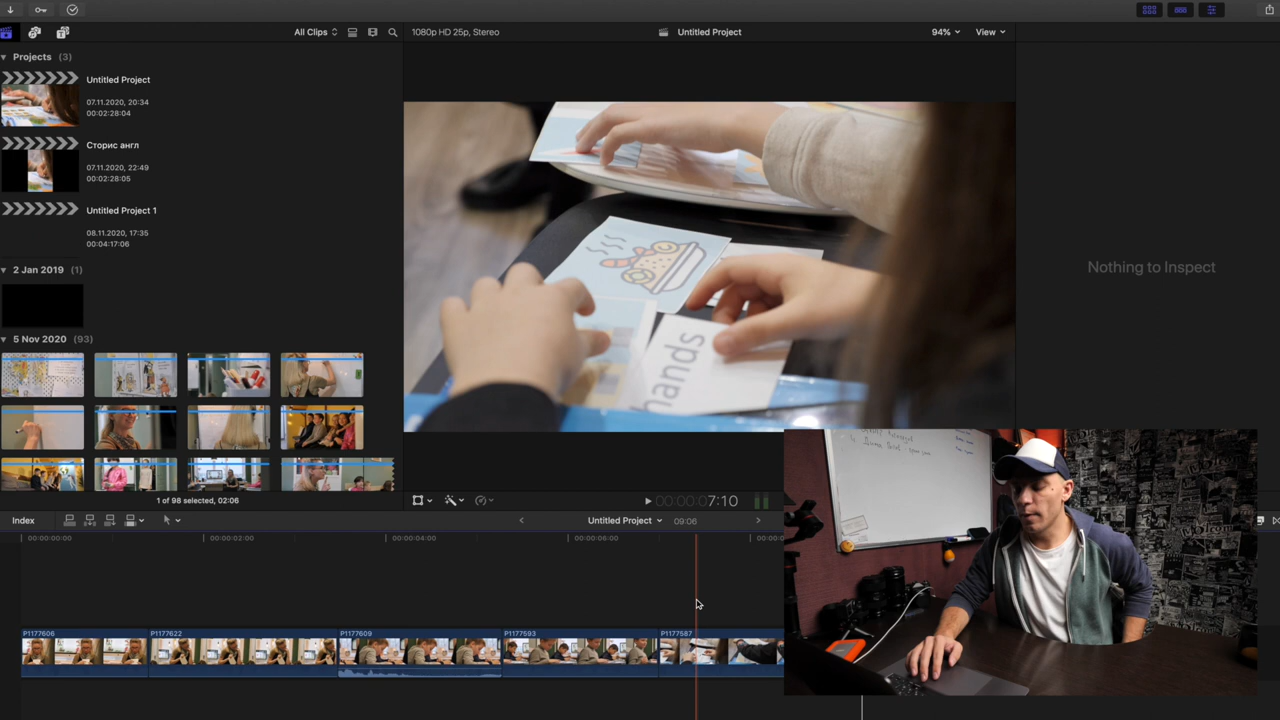 All Clips
1080p HD 25p, Stereo
Untitled Project
94%
View
Projects (3)
Untitled Project
07.11.2020, 20:34
00:02:28:04
Сторис англ
07.11.2020, 22:49
00:02:28:05
Untitled Project 1
08.11.2020, 17:35
00:04:17:06
2 Jan 2019 (1)
5 Nov 2020 (93)
Nothing to Inspect
hands
1 of 98 selected, 02:06
00:00:00:07:10
Index
Untitled Project
09:06
00:00:00:00
00:00:02:00
00:00:04:00
00:00:06:00
P1177606
P1177622
P1177609
P1177593
P1177587